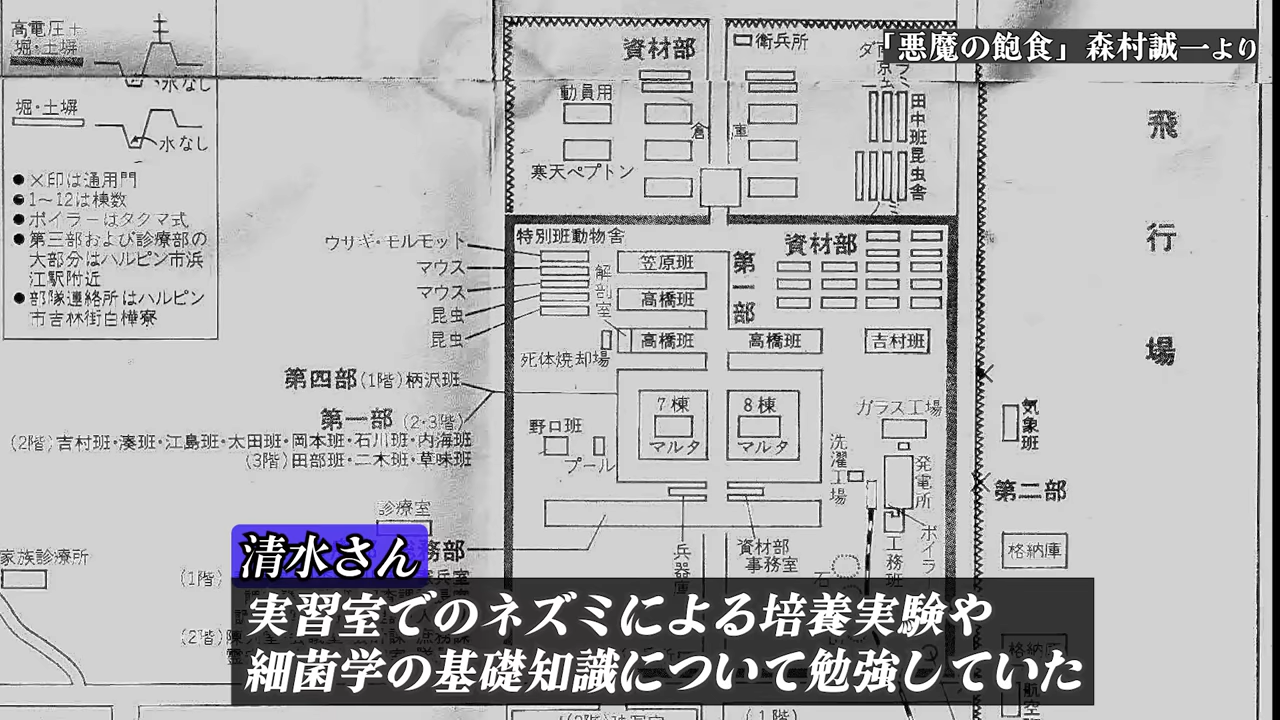 「悪魔の飽食」森村誠一より
高電圧+
堀・土塀
水なし
堀・土塀
水なし
●×印は通用門
●1〜12は棟数
●ボイラーはタクマ式
●第三部および診療部の
大部分はハルピン市浜
江駅附近
●部隊連絡所はハルピン
市吉林街白樺寮
資材部
衛兵所
動員用
倉
庫
寒天ペプトン
田中班
昆虫舎
ノミ
飛行場
特別班動物舎
ウサギ・モルモット
マウス
マウス
昆虫
昆虫
解剖室
死体焼却場
笠原班
高橋班
高橋班
第一部
高橋班
資材部
吉村班
第四部(1階)柄沢班
第一部(2・3階)
(2階)吉村班・湊班・江島班・太田班・岡本班・石川班・内海班
(3階)田部班・二木班・草味班
野口班
プール
7棟
マルタ
8棟
マルタ
ガラス工場
洗濯工場
発電所
ボイラー
工務班
気象班
第二部
格納庫
格納庫
航空
診療室
家族診療所
務部
兵器庫
資材部
事務室
石
(1階)
(2階)
(1階)
清水さん
実習室でのネズミによる培養実験や
細菌学の基礎知識について勉強していた